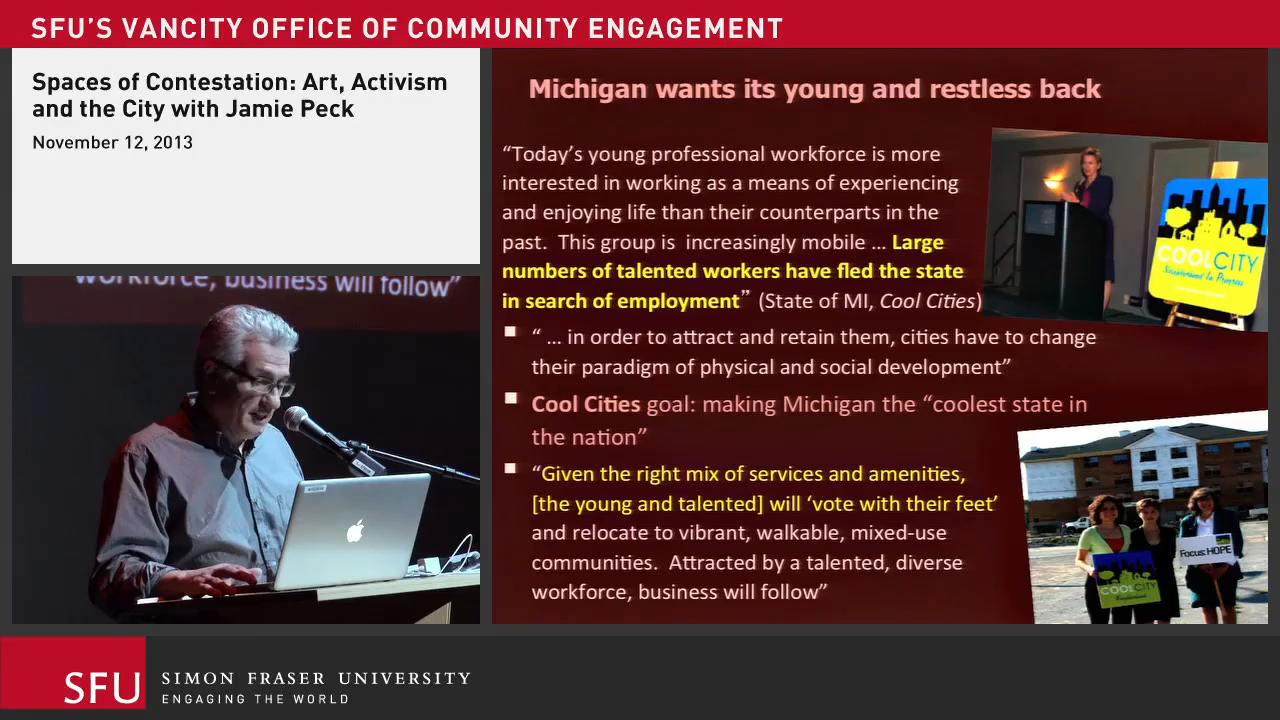 SFU'S VANCITY OFFICE OF COMMUNITY ENGAGEMENT
Spaces of Contestation: Art, Activism
and the City with Jamie Peck
November 12, 2013
workforce, business will follow”
Michigan wants its young and restless back
“Today’s young professional workforce is more
interested in working as a means of experiencing
and enjoying life than their counterparts in the
past. This group is increasingly mobile … Large
numbers of talented workers have fled the state
in search of employment” (State of MI, Cool Cities)
“ … in order to attract and retain them, cities have to change
their paradigm of physical and social development”
Cool Cities goal: making Michigan the “coolest state in
the nation”
“Given the right mix of services and amenities,
[the young and talented] will ‘vote with their feet’
and relocate to vibrant, walkable, mixed-use
communities. Attracted by a talented, diverse
workforce, business will follow”
COOLCITY
COOLCITY
Focus:HOPE
SFU
SIMON FRASER UNIVERSITY
ENGAGING THE WORLD